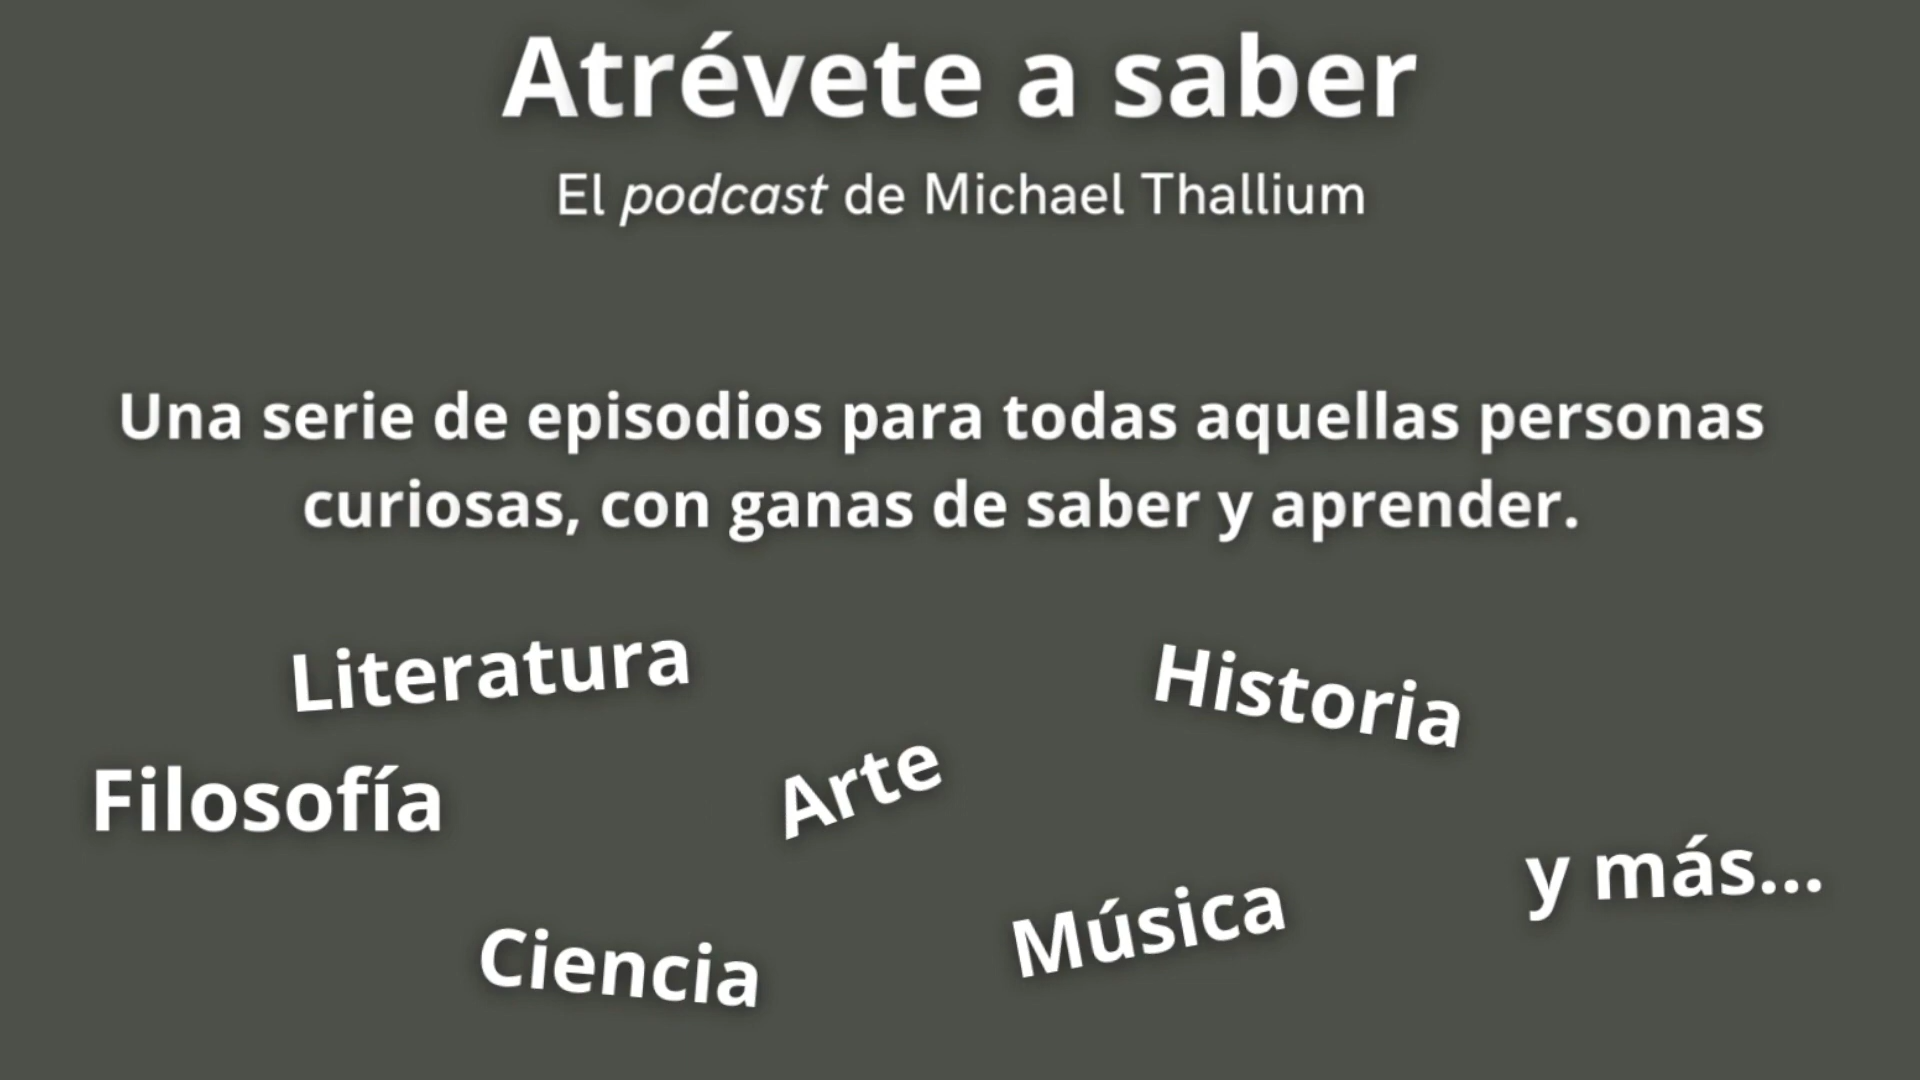 Atrévete a saber
El podcast de Michael Thallium
Una serie de episodios para todas aquellas personas
curiosas, con ganas de saber y aprender.
Literatura
Historia
Filosofía
Arte
y más...
Ciencia
Música